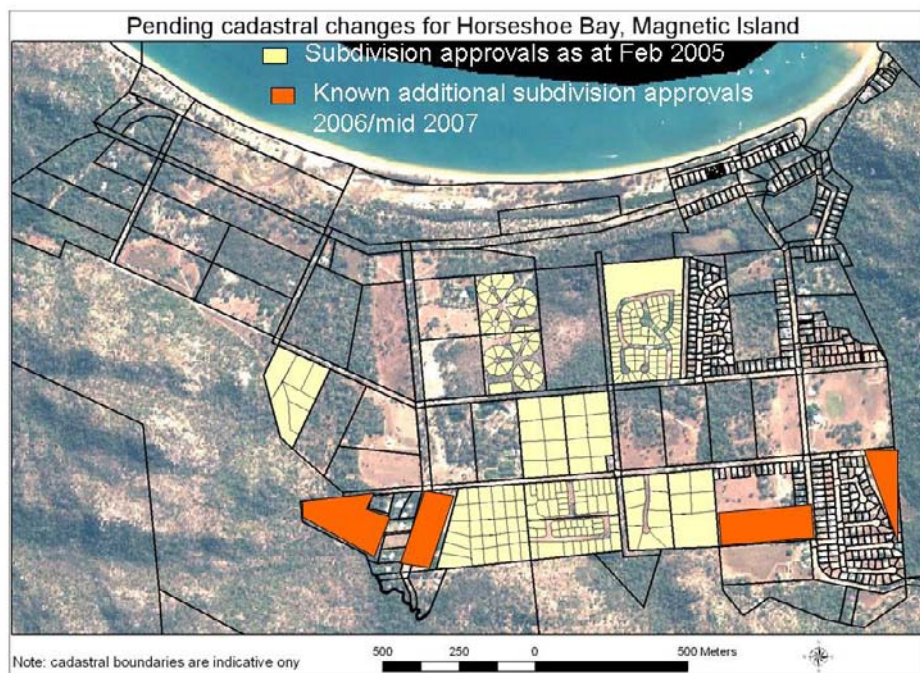 Pending cadastral changes for Horseshoe Bay, Magnetic Island
Subdivision approvals as at Feb 2005
Known additional subdivision approvals
2006/mid 2007
Note: cadastral boundaries are indicative ony
500 250 0 500 Meters